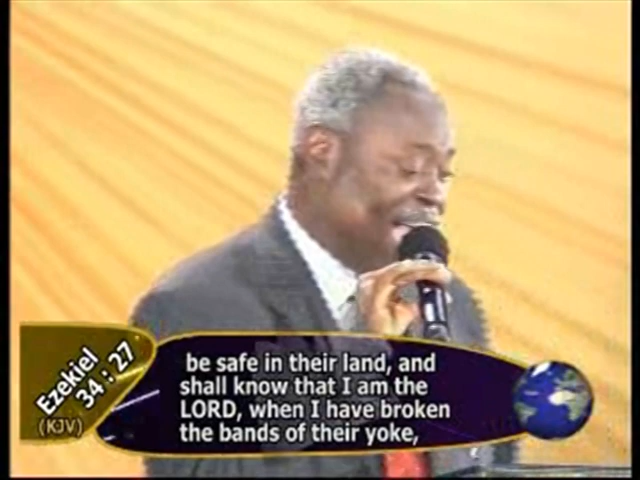 Ezekiel
34 : 27
(KJV)
be safe in their land, and
shall know that I am the
LORD, when I have broken
the bands of their yoke,